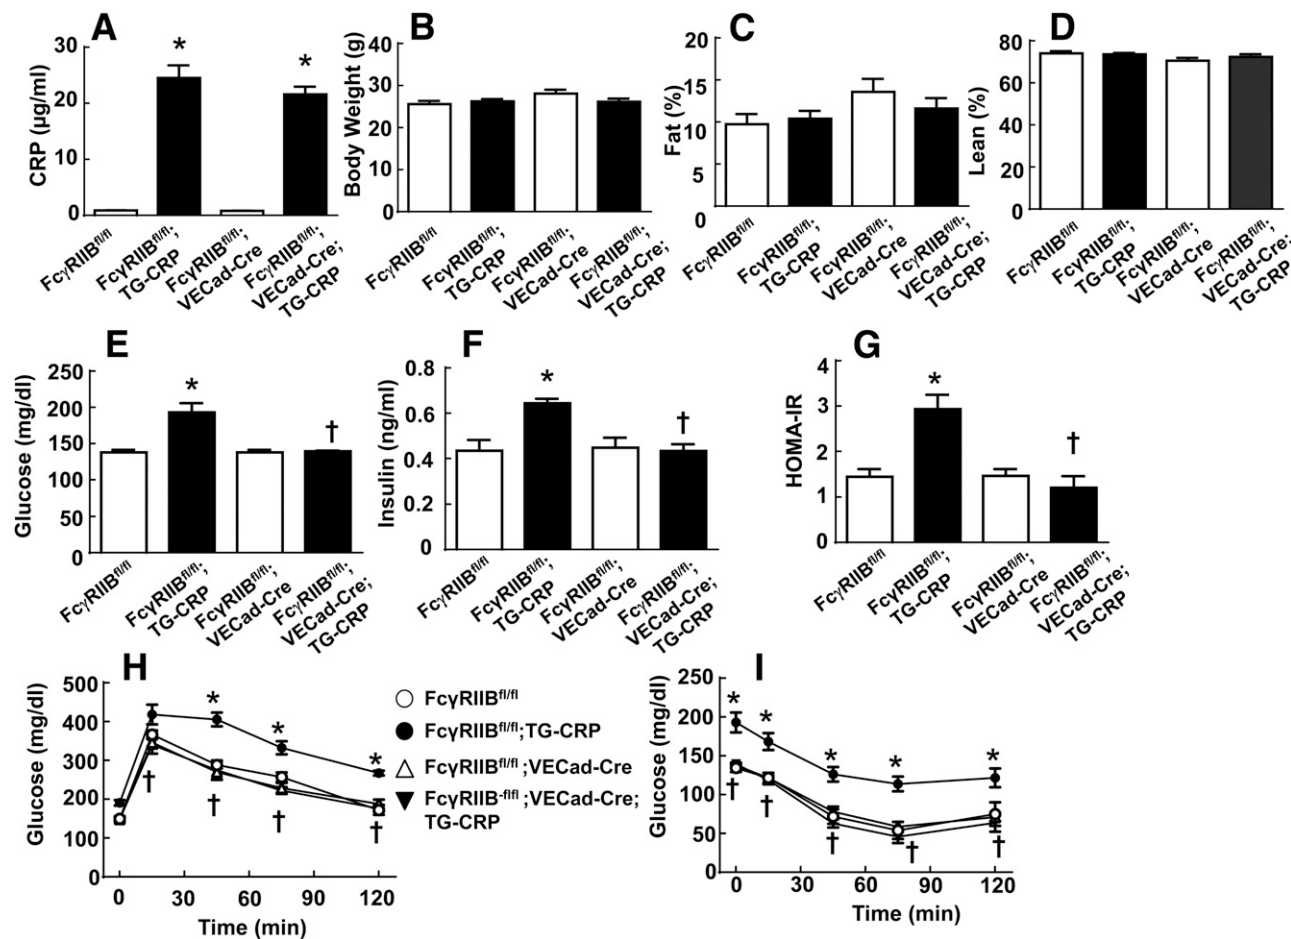 A
CRP (µg/ml)
30
20
10
0
*
*
FcγRIIBfl/fl
FcγRIIBfl/fl;
TG-CRP
FcγRIIBfl/fl;
VECad-Cre
FcγRIIBfl/fl;
VECad-Cre;
TG-CRP
B
Body Weight (g)
40
30
20
10
0
FcγRIIBfl/fl
FcγRIIBfl/fl;
TG-CRP
FcγRIIBfl/fl;
VECad-Cre
FcγRIIBfl/fl;
VECad-Cre;
TG-CRP
C
Fat (%)
20
15
10
5
0
FcγRIIBfl/fl
FcγRIIBfl/fl;
TG-CRP
FcγRIIBfl/fl;
VECad-Cre
FcγRIIBfl/fl;
VECad-Cre;
TG-CRP
D
Lean (%)
80
60
40
20
0
FcγRIIBfl/fl
FcγRIIBfl/fl;
TG-CRP
FcγRIIBfl/fl;
VECad-Cre
FcγRIIBfl/fl;
VECad-Cre;
TG-CRP
E
Glucose (mg/dl)
250
200
150
100
50
0
*
†
FcγRIIBfl/fl
FcγRIIBfl/fl;
TG-CRP
FcγRIIBfl/fl;
VECad-Cre
FcγRIIBfl/fl;
VECad-Cre;
TG-CRP
F
Insulin (ng/ml)
0.8
0.6
0.4
0.2
0
*
†
FcγRIIBfl/fl
FcγRIIBfl/fl;
TG-CRP
FcγRIIBfl/fl;
VECad-Cre
FcγRIIBfl/fl;
VECad-Cre;
TG-CRP
G
HOMA-IR
4
3
2
1
0
*
†
FcγRIIBfl/fl
FcγRIIBfl/fl;
TG-CRP
FcγRIIBfl/fl;
VECad-Cre
FcγRIIBfl/fl;
VECad-Cre;
TG-CRP
H
Glucose (mg/dl)
500
400
300
200
100
0
* * *
† † † †
0 30 60 90 120
Time (min)
FcγRIIBfl/fl
FcγRIIBfl/fl;TG-CRP
FcγRIIBfl/fl;VECad-Cre
FcγRIIB-flfl;VECad-Cre;
TG-CRP
I
Glucose (mg/dl)
250
200
150
100
50
0
* * * * *
† † † † †
0 30 60 90 120
Time (min)